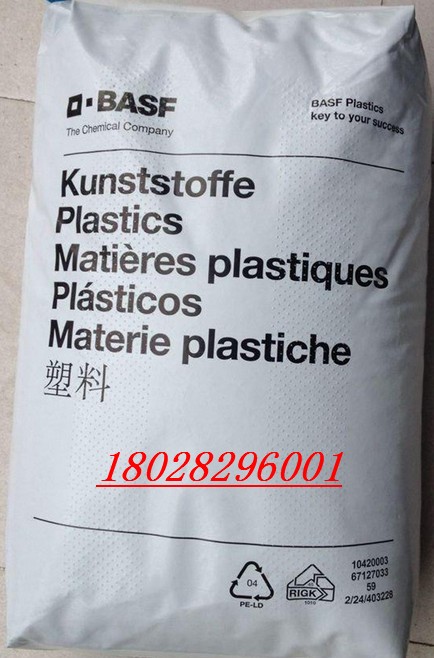 BASF
The Chemical Company
BASF Plastics
key to your success
Kunststoffe
Plastics
Matières plastiques
Plásticos
Materie plastiche
塑料
18028296001
04
PE-LD
RIGK
1010
10420003
67127033
59
2/24/403228